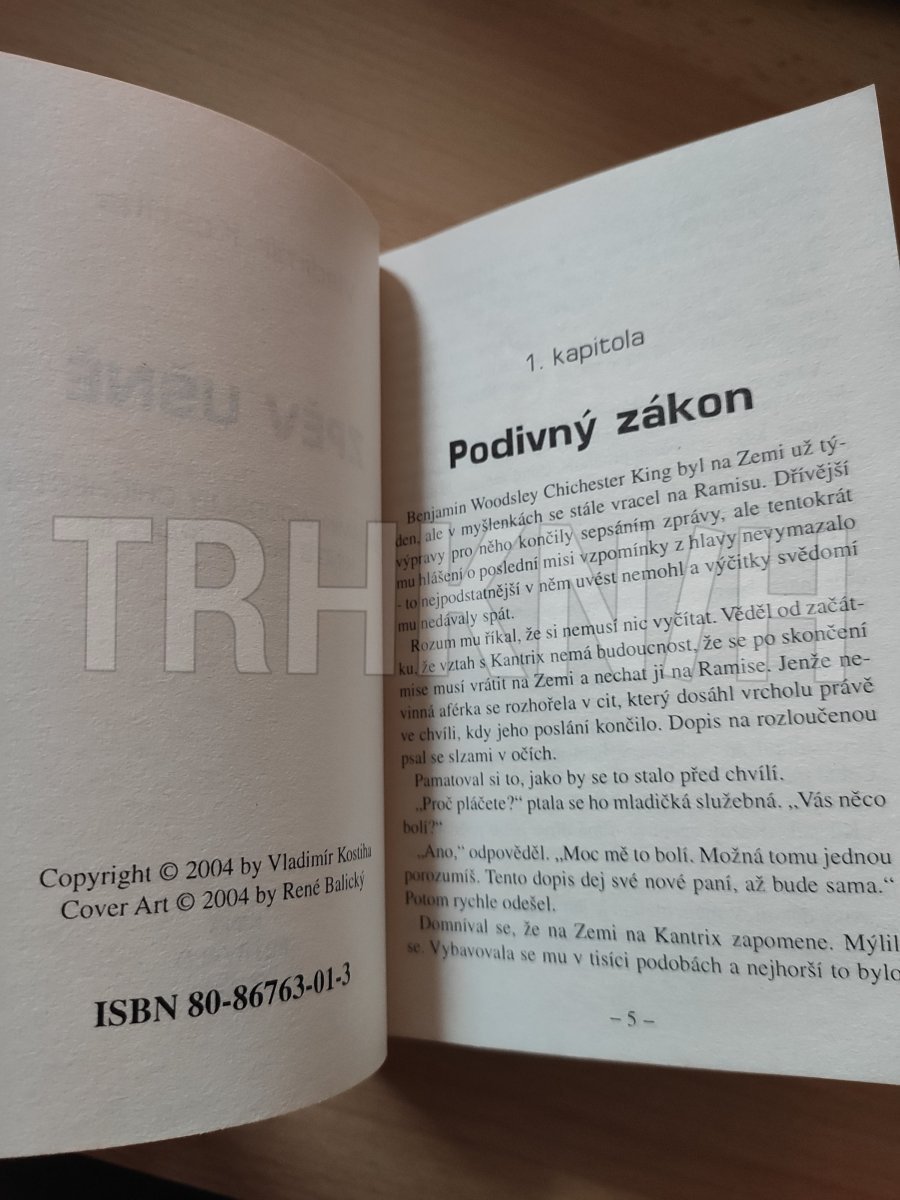 Copyright © 2004 by Vladimír Kostiha
Cover Art © 2004 by René Balický
ISBN 80-86763-01-3
1. kapitola
Podivný zákon
Benjamin Woodsley Chichester King byl na Zemi už tý-
den, ale v myšlenkách se stále vracel na Ramisu. Dřívější
výpravy pro něho končily sepsáním zprávy, ale tentokrát
mu hlášení o poslední misi vzpomínky z hlavy nevymazalo
- to nejpodstatnější v něm uvést nemohl a výčitky svědomí
mu nedávaly spát.
Rozum mu říkal, že si nemusí nic vyčítat. Věděl od začát-
ku, že vztah s Kantrix nemá budoucnost, že se po skončení
mise musí vrátit na Zemi a nechat ji na Ramise. Jenže ne-
vinná aférka se rozhořela v cit, který dosáhl vrcholu právě
ve chvíli, kdy jeho poslání končilo. Dopis na rozloučenou
psal se slzami v očích.
Pamatoval si to, jako by se to stalo před chvílí.
„Proč pláčete?“ ptala se ho mladičká služebná. „Vás něco
bolí?“
„Ano,“ odpověděl. „Moc mě to bolí. Možná tomu jednou
porozumíš. Tento dopis dej své nové paní, až bude sama.“
Potom rychle odešel.
Domníval se, že na Zemi na Kantrix zapomene. Mýlil
se. Vybavovala se mu v tisíci podobách a nejhorší to bylo
– 5 –
TRHKNIH